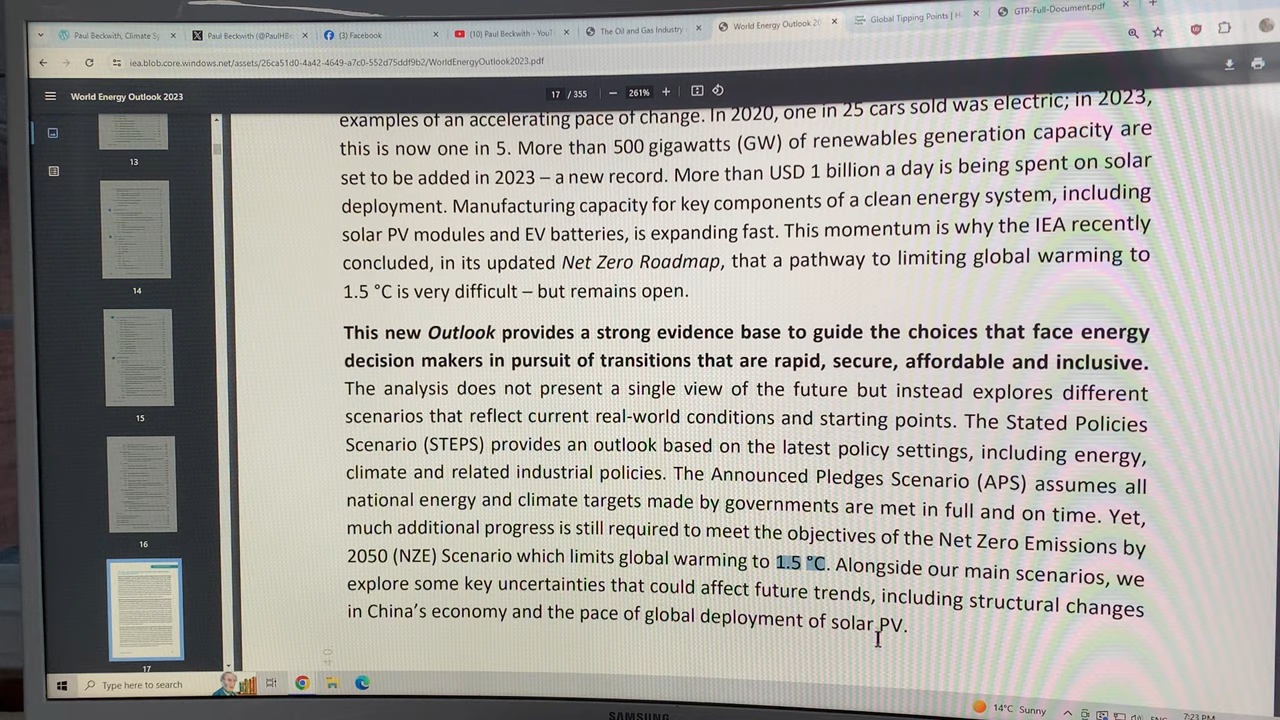 Paul Beckwith, Climate Sy
Paul Beckwith (@PaulHBe
(3) Facebook
(10) Paul Beckwith - YouT
The Oil and Gas Industry
World Energy Outlook 20
Global Tipping Points | H
GTP-Full-Document.pdf
iea.blob.core.windows.net/assets/26ca51d0-4a42-4649-a7c0-552d75ddf9b2/WorldEnergyOutlook2023.pdf
World Energy Outlook 2023
17 / 355
261%
13
14
15
16
17
examples of an accelerating pace of change. In 2020, one in 25 cars sold was electric; in 2023,
this is now one in 5. More than 500 gigawatts (GW) of renewables generation capacity are
set to be added in 2023 – a new record. More than USD 1 billion a day is being spent on solar
deployment. Manufacturing capacity for key components of a clean energy system, including
solar PV modules and EV batteries, is expanding fast. This momentum is why the IEA recently
concluded, in its updated Net Zero Roadmap, that a pathway to limiting global warming to
1.5 °C is very difficult – but remains open.
This new Outlook provides a strong evidence base to guide the choices that face energy
decision makers in pursuit of transitions that are rapid, secure, affordable and inclusive.
The analysis does not present a single view of the future but instead explores different
scenarios that reflect current real-world conditions and starting points. The Stated Policies
Scenario (STEPS) provides an outlook based on the latest policy settings, including energy,
climate and related industrial policies. The Announced Pledges Scenario (APS) assumes all
national energy and climate targets made by governments are met in full and on time. Yet,
much additional progress is still required to meet the objectives of the Net Zero Emissions by
2050 (NZE) Scenario which limits global warming to 1.5 °C. Alongside our main scenarios, we
explore some key uncertainties that could affect future trends, including structural changes
in China's economy and the pace of global deployment of solar PV.
Type here to search
14°C Sunny
ENG
7:23 PM
SAMSUNG